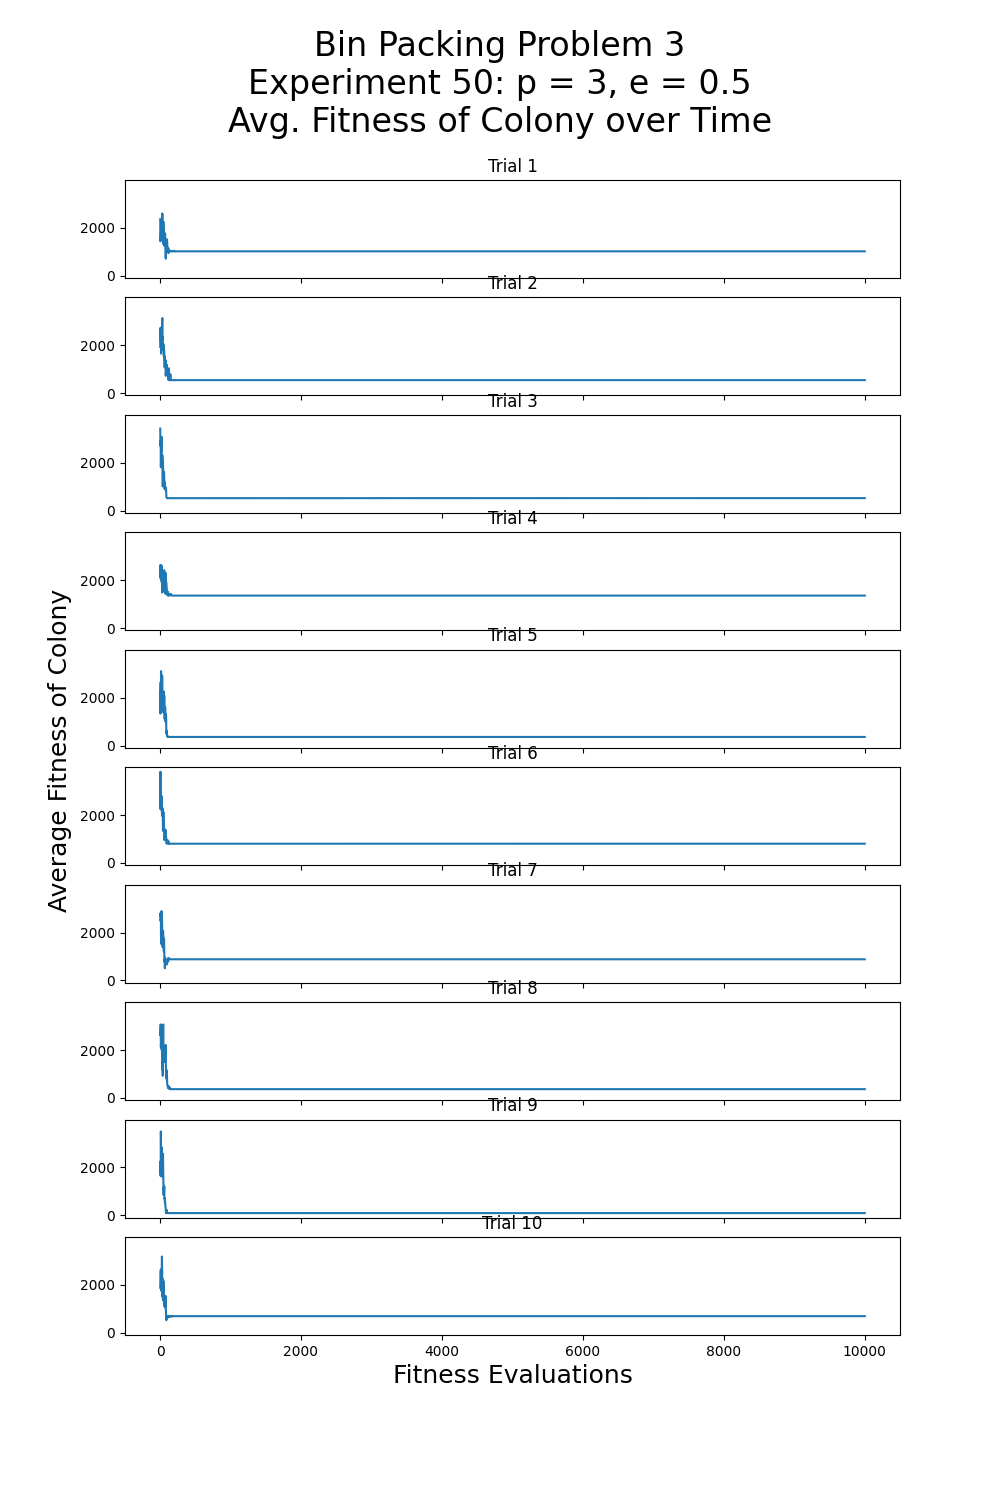 Bin Packing Problem 3
Experiment 50: p = 3, e = 0.5
Avg. Fitness of Colony over Time
Trial 1
2000
0
Trial 2
2000
0
Trial 3
2000
0
Trial 4
2000
0
Trial 5
2000
0
Trial 6
2000
0
Trial 7
2000
0
Trial 8
2000
0
Trial 9
2000
0
Trial 10
2000
0
0 2000 4000 6000 8000 10000
Fitness Evaluations
Average Fitness of Colony